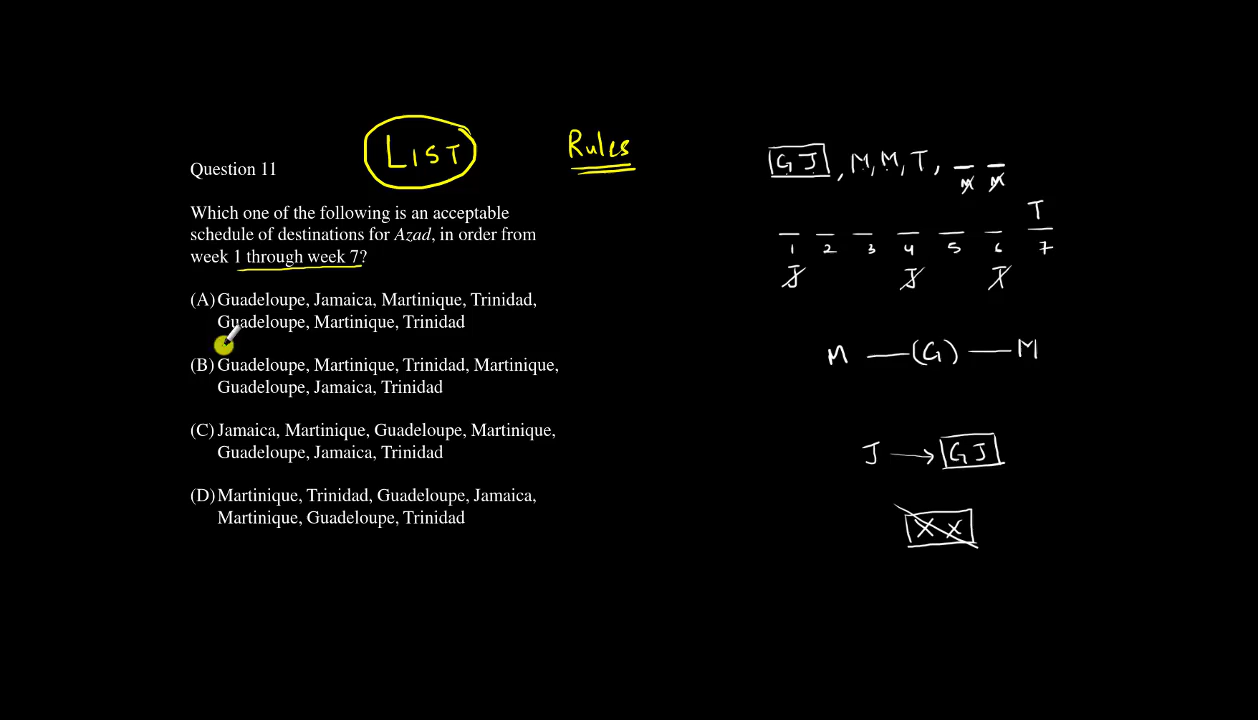 LIST
Rules
Question 11
Which one of the following is an acceptable
schedule of destinations for Azad, in order from
week 1 through week 7?
(A) Guadeloupe, Jamaica, Martinique, Trinidad,
Guadeloupe, Martinique, Trinidad
(B) Guadeloupe, Martinique, Trinidad, Martinique,
Guadeloupe, Jamaica, Trinidad
(C) Jamaica, Martinique, Guadeloupe, Martinique,
Guadeloupe, Jamaica, Trinidad
(D) Martinique, Trinidad, Guadeloupe, Jamaica,
Martinique, Guadeloupe, Trinidad
GJ, M, M, T, _ _
M M
T
1 2 3 4 5 6 7
J J T
M — (G) — M
J → GJ
X X